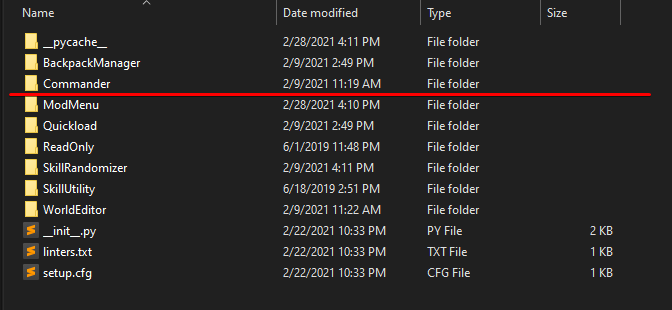 Name Date modified Type Size
__pycache__ 2/28/2021 4:11 PM File folder
BackpackManager 2/9/2021 2:49 PM File folder
Commander 2/9/2021 11:19 AM File folder
ModMenu 2/28/2021 4:10 PM File folder
Quickload 2/9/2021 2:49 PM File folder
ReadOnly 6/1/2019 11:48 PM File folder
SkillRandomizer 2/9/2021 4:11 PM File folder
SkillUtility 6/18/2019 2:51 PM File folder
WorldEditor 2/9/2021 11:22 AM File folder
__init__.py 2/22/2021 10:33 PM PY File 2 KB
linters.txt 2/22/2021 10:33 PM TXT File 1 KB
setup.cfg 2/22/2021 10:33 PM CFG File 1 KB